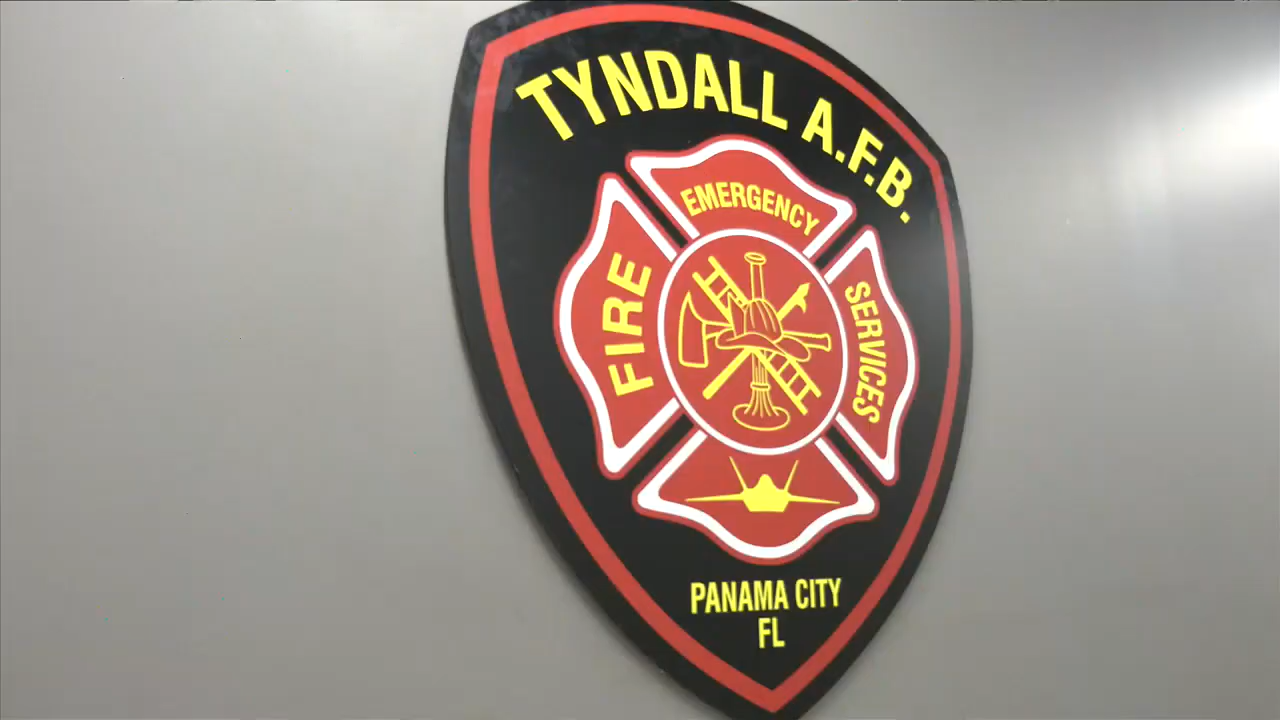 TYNDALL A.F.B.
EMERGENCY
FIRE
SERVICES
PANAMA CITY
FL